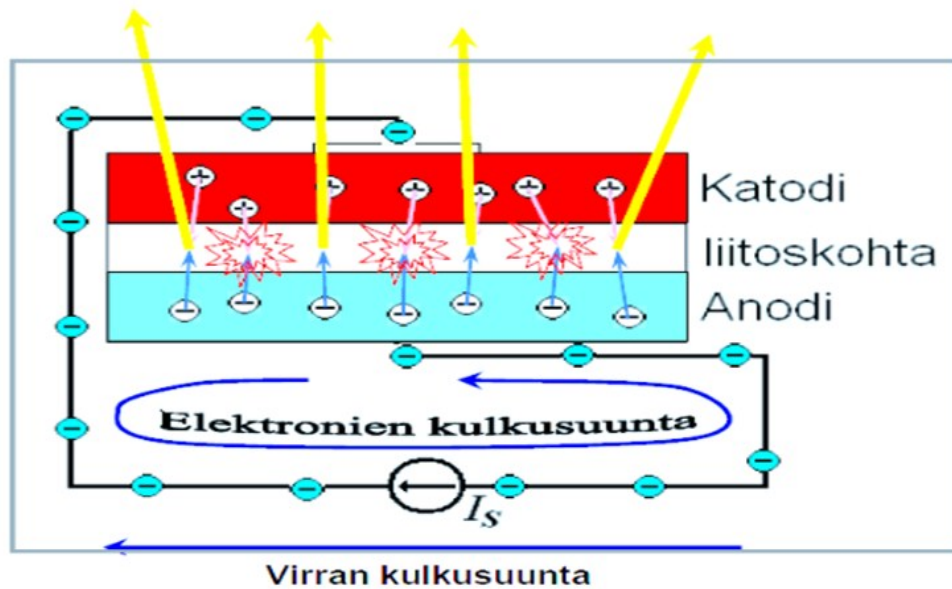 Katodi
liitoskohta
Anodi
Elektronien kulkusuunta
Is
Virran kulkusuunta